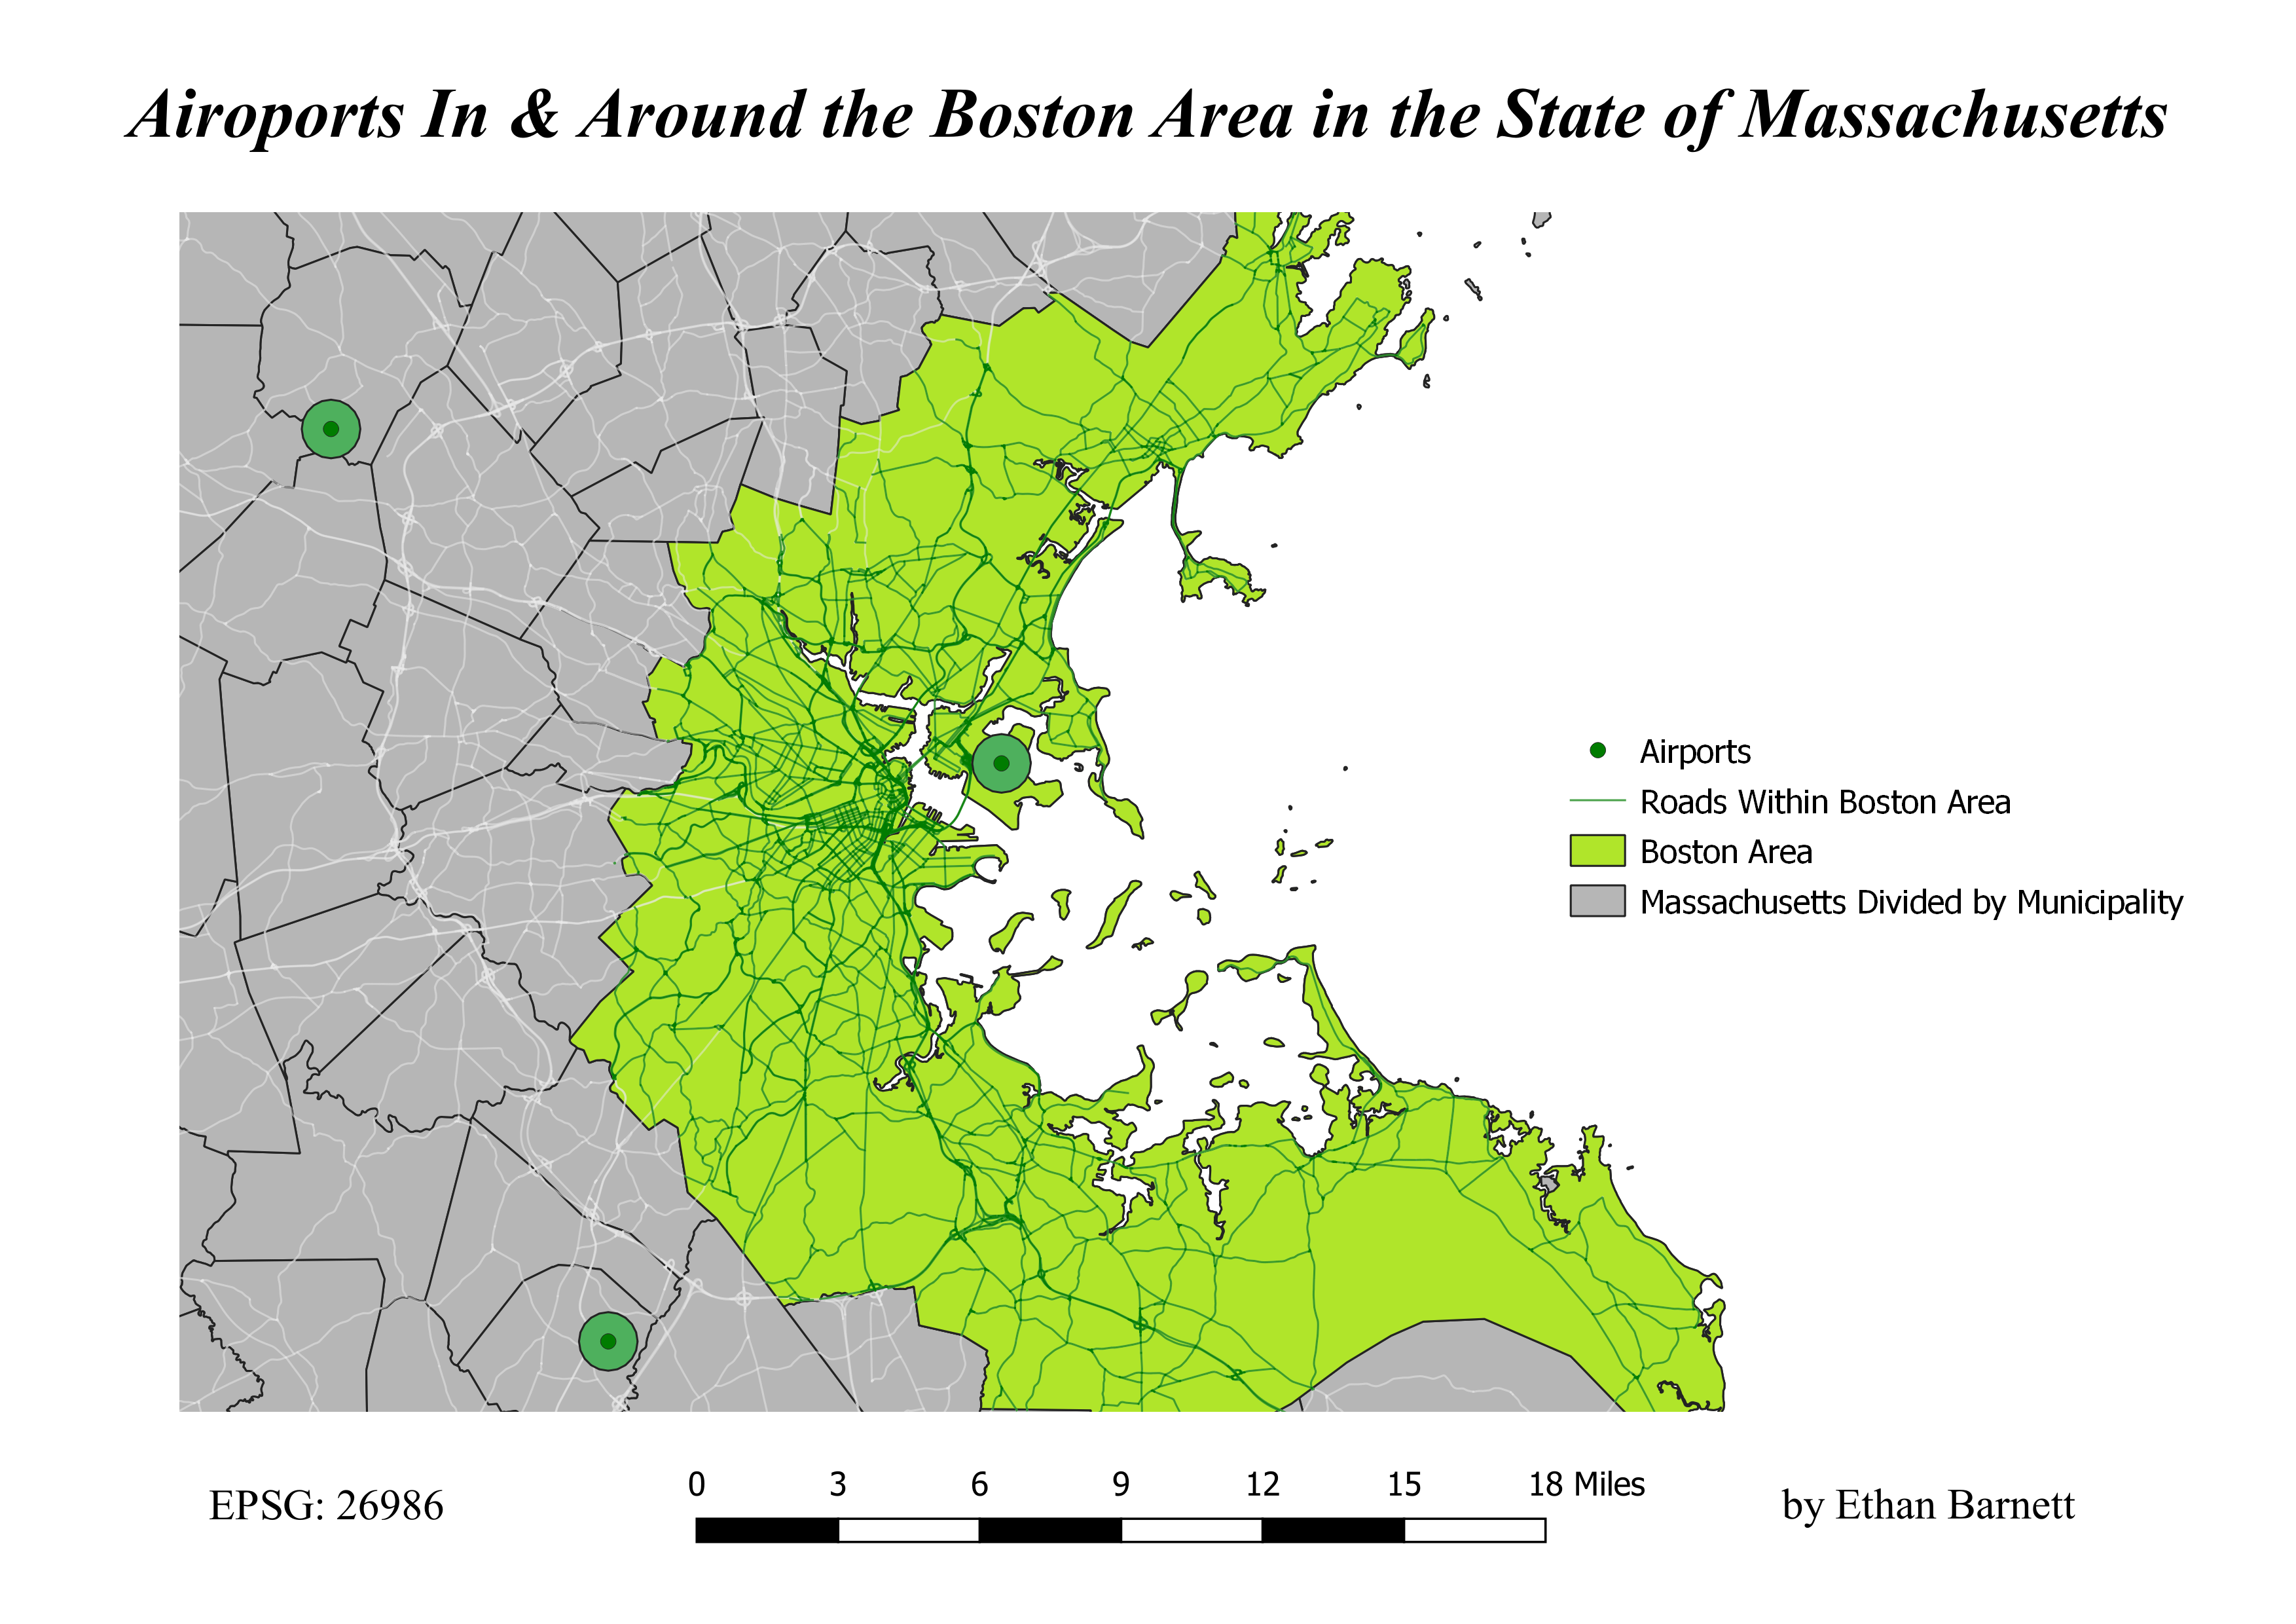 Airoports In & Around the Boston Area in the State of Massachusetts
Airports
Roads Within Boston Area
Boston Area
Massachusetts Divided by Municipality
0 3 6 9 12 15 18 Miles
EPSG: 26986
by Ethan Barnett